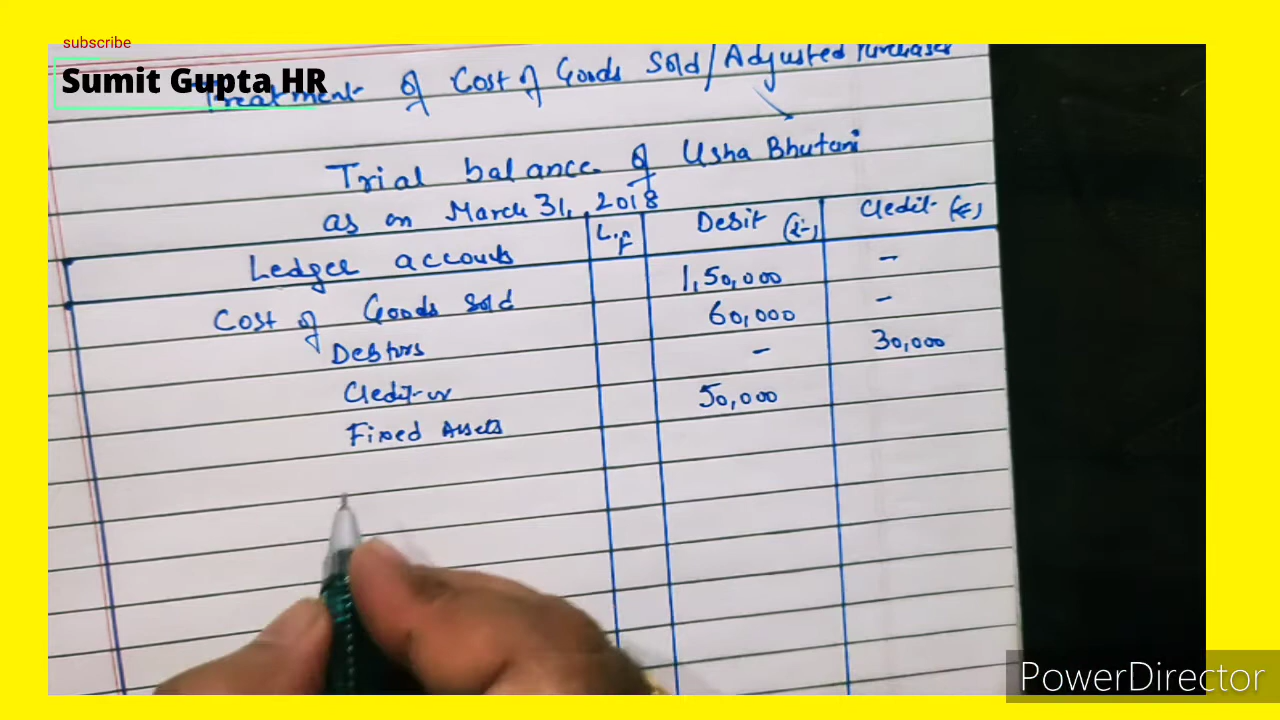 subscribe
Sumit Gupta HR
Treatment of Cost of Goods Sold/Adjusted Purchases
Trial balance of Usha Bhutani
as on March 31, 2018
Ledger accounts L.F Debit (₹) Credit (₹)
Cost of Goods Sold 1,50,000 -
Debtors 60,000 -
Creditor - 30,000
Fixed Assets 50,000
PowerDirector